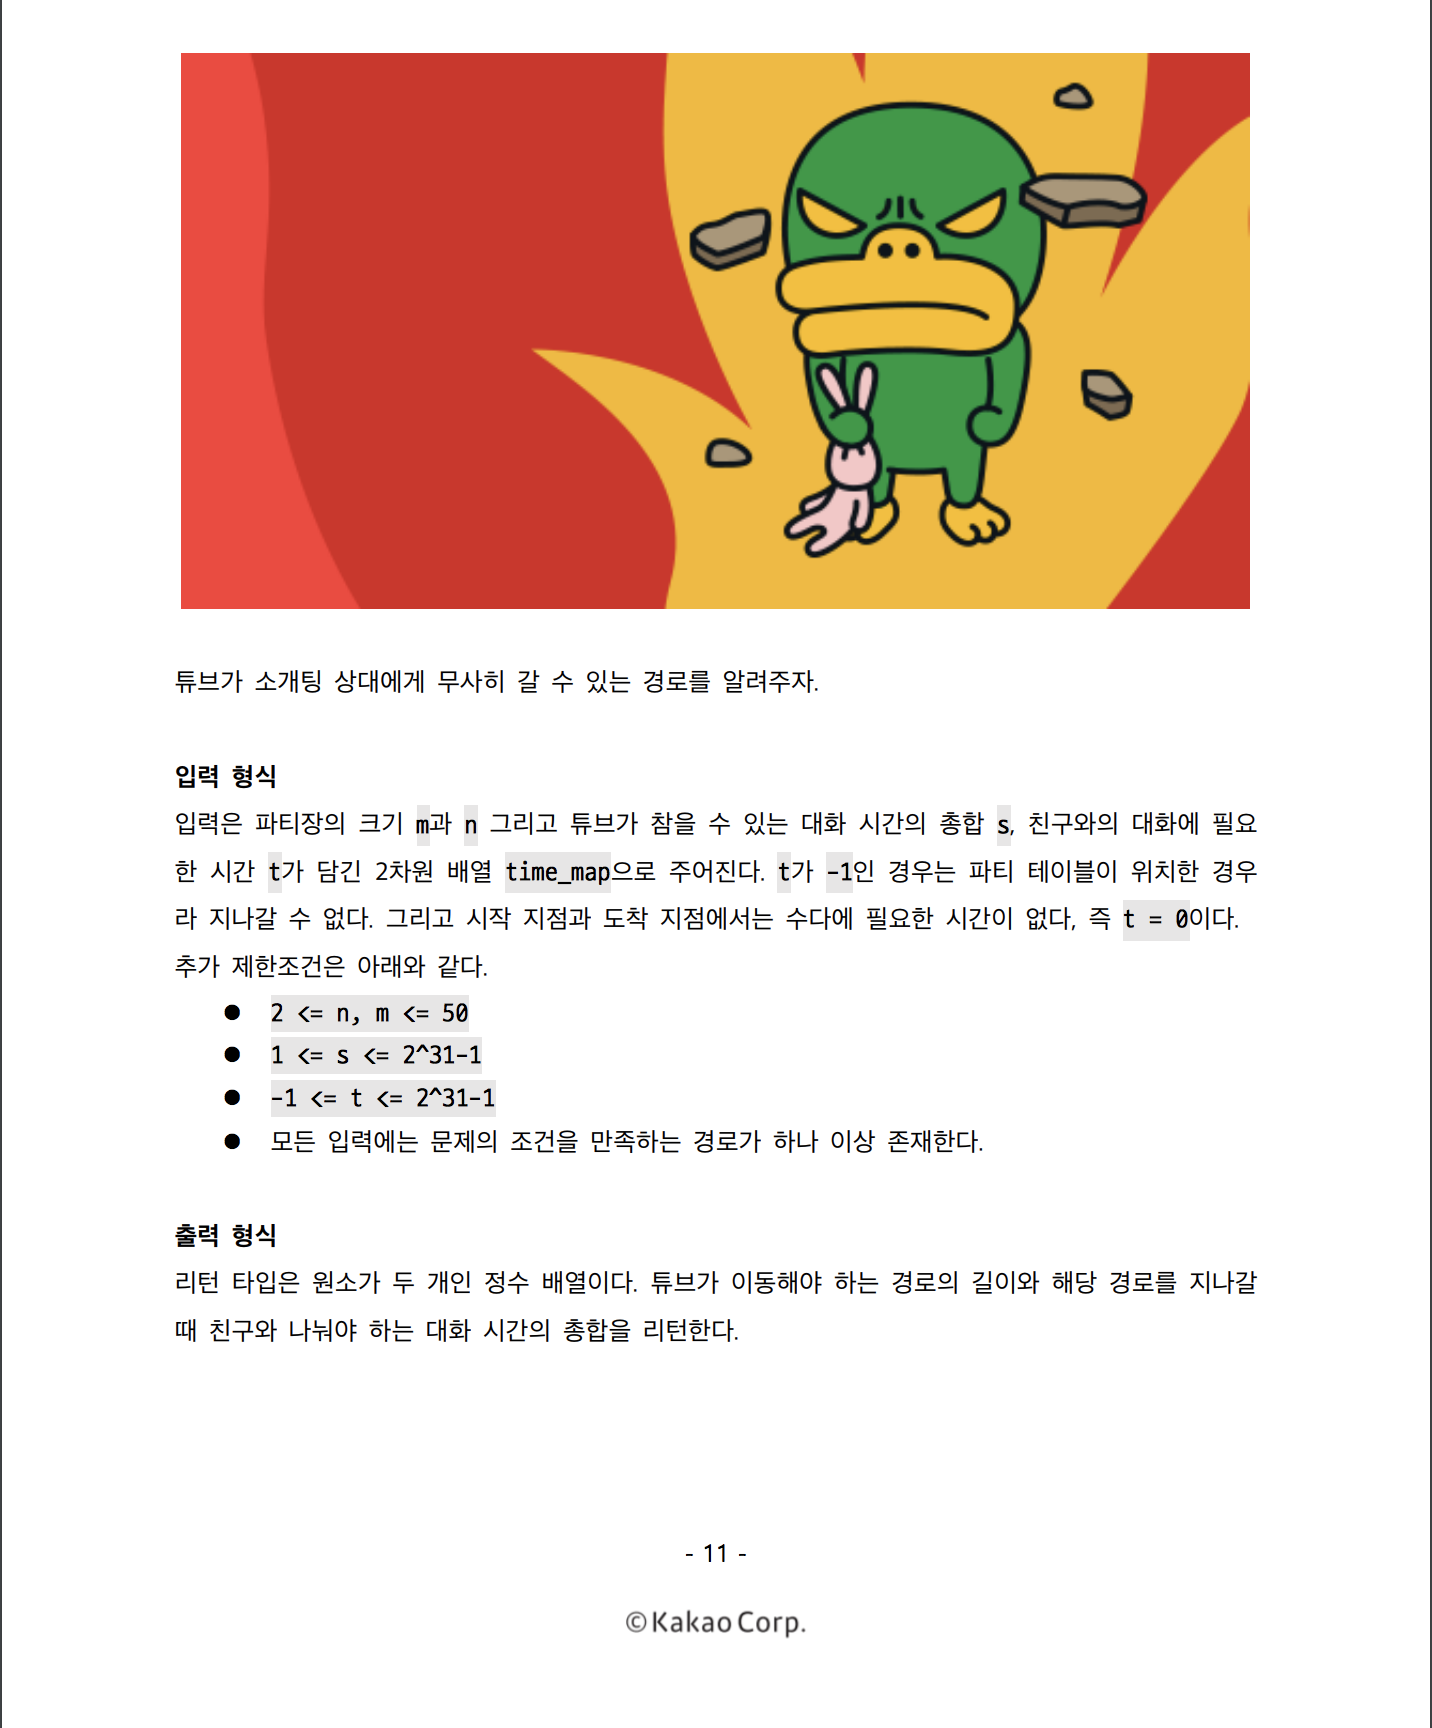 튜브가 소개팅 상대에게 무사히 갈 수 있는 경로를 알려주자.
입력 형식
입력은 파티장의 크기 m과 n 그리고 튜브가 참을 수 있는 대화 시간의 총합 s, 친구와의 대화에 필요
한 시간 t가 담긴 2차원 배열 time_map으로 주어진다. t가 -1인 경우는 파티 테이블이 위치한 경우
라 지나갈 수 없다. 그리고 시작 지점과 도착 지점에서는 수다에 필요한 시간이 없다, 즉 t = 0이다.
추가 제한조건은 아래와 같다.
● 2 <= n, m <= 50
● 1 <= s <= 2^31-1
● -1 <= t <= 2^31-1
● 모든 입력에는 문제의 조건을 만족하는 경로가 하나 이상 존재한다.
출력 형식
리턴 타입은 원소가 두 개인 정수 배열이다. 튜브가 이동해야 하는 경로의 길이와 해당 경로를 지나갈
때 친구와 나눠야 하는 대화 시간의 총합을 리턴한다.
- 11 -
©Kakao Corp.